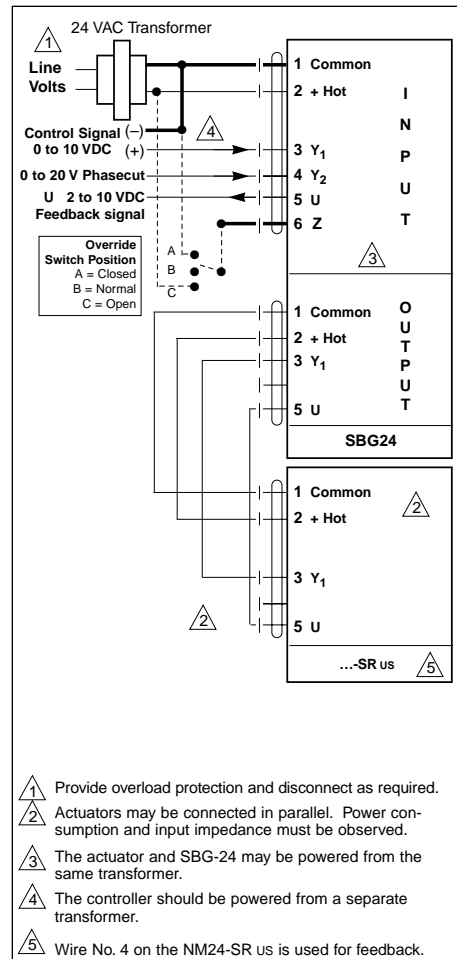 24 VAC Transformer
1
Line
Volts
1 Common
2 + Hot
Control Signal (–)
0 to 10 VDC (+)
4
3 Y1
0 to 20 V Phasecut
4 Y2
U 2 to 10 VDC
Feedback signal
5 U
6 Z
INPUT
3
Override
Switch Position
A = Closed
B = Normal
C = Open
A
B
C
1 Common
2 + Hot
3 Y1
5 U
OUTPUT
SBG24
1 Common
2 + Hot
2
3 Y1
2
5 U
...-SR US
5
1 Provide overload protection and disconnect as required.
2 Actuators may be connected in parallel. Power con-
sumption and input impedance must be observed.
3 The actuator and SBG-24 may be powered from the
same transformer.
4 The controller should be powered from a separate
transformer.
5 Wire No. 4 on the NM24-SR US is used for feedback.